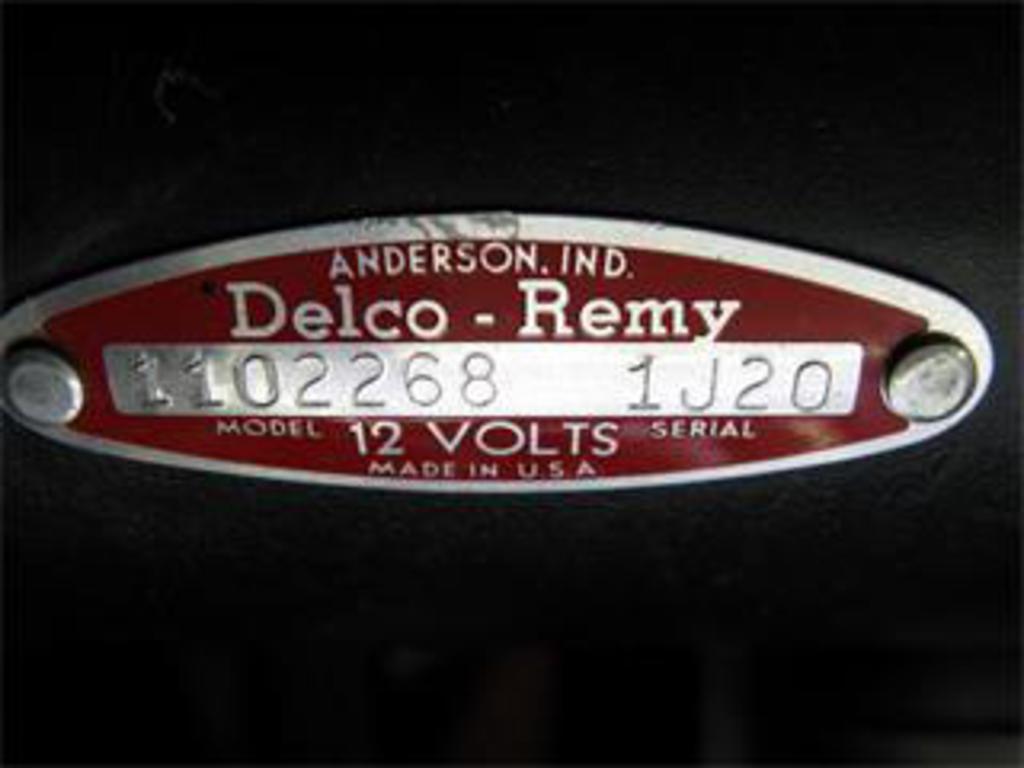 ANDERSON. IND.
Delco - Remy
1102268 1J20
MODEL 12 VOLTS SERIAL
MADE IN U.S.A